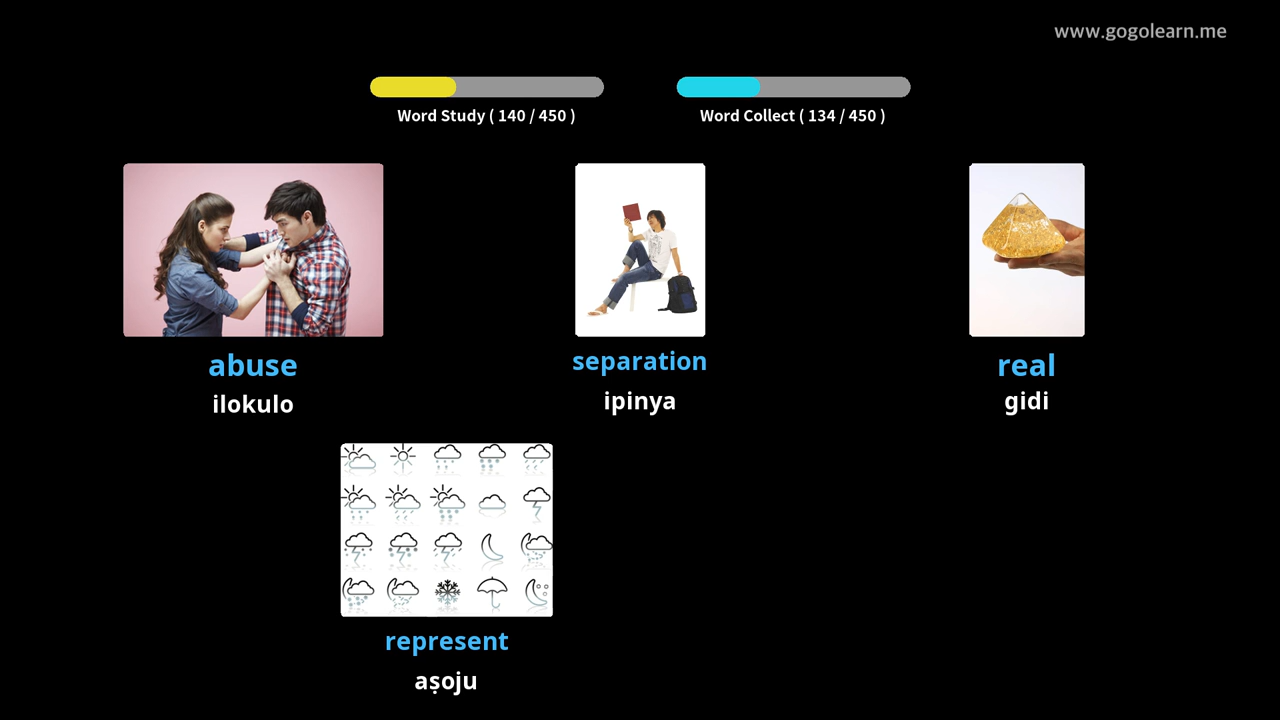 www.gogolearn.me
Word Study ( 140 / 450 )
Word Collect ( 134 / 450 )
abuse
ilokulo
separation
ipinya
real
gidi
represent
aṣoju